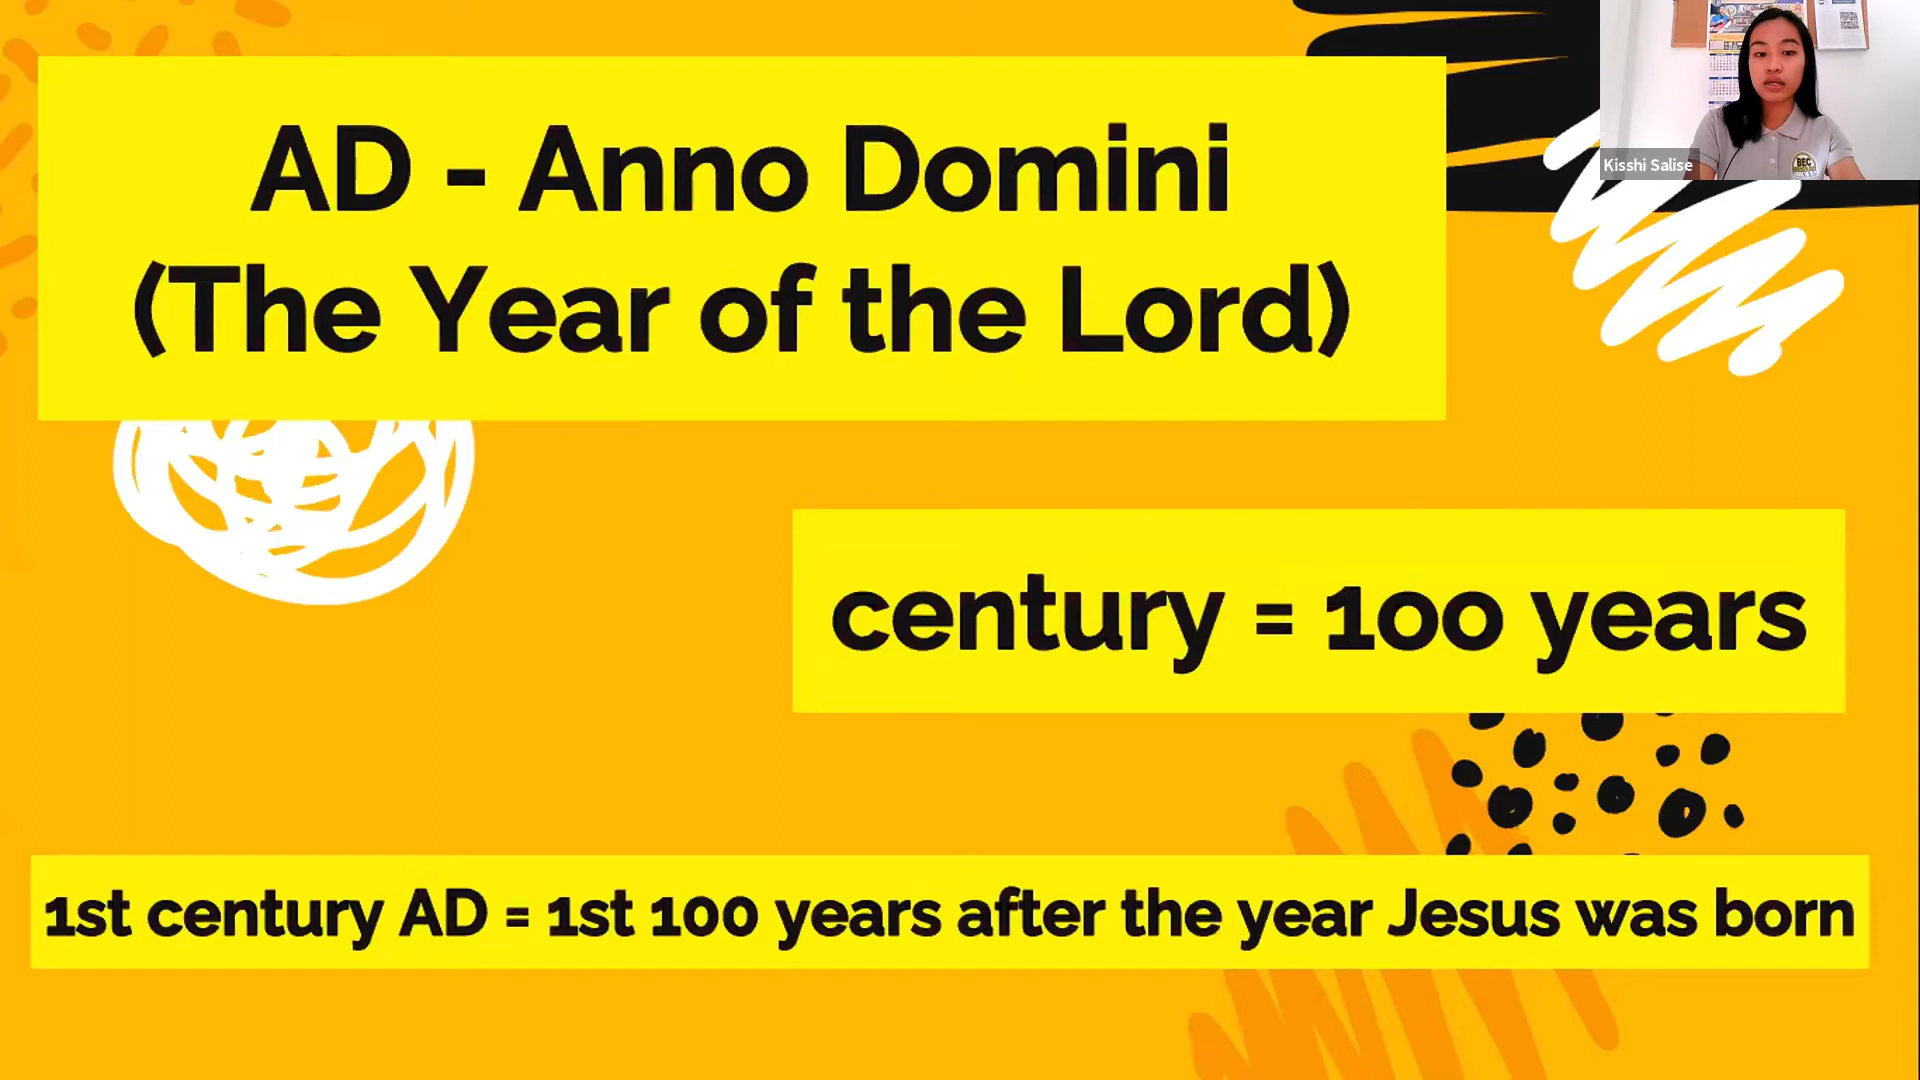 AD - Anno Domini
(The Year of the Lord)
Kisshi Salise
BEC
century = 100 years
1st century AD = 1st 100 years after the year Jesus was born